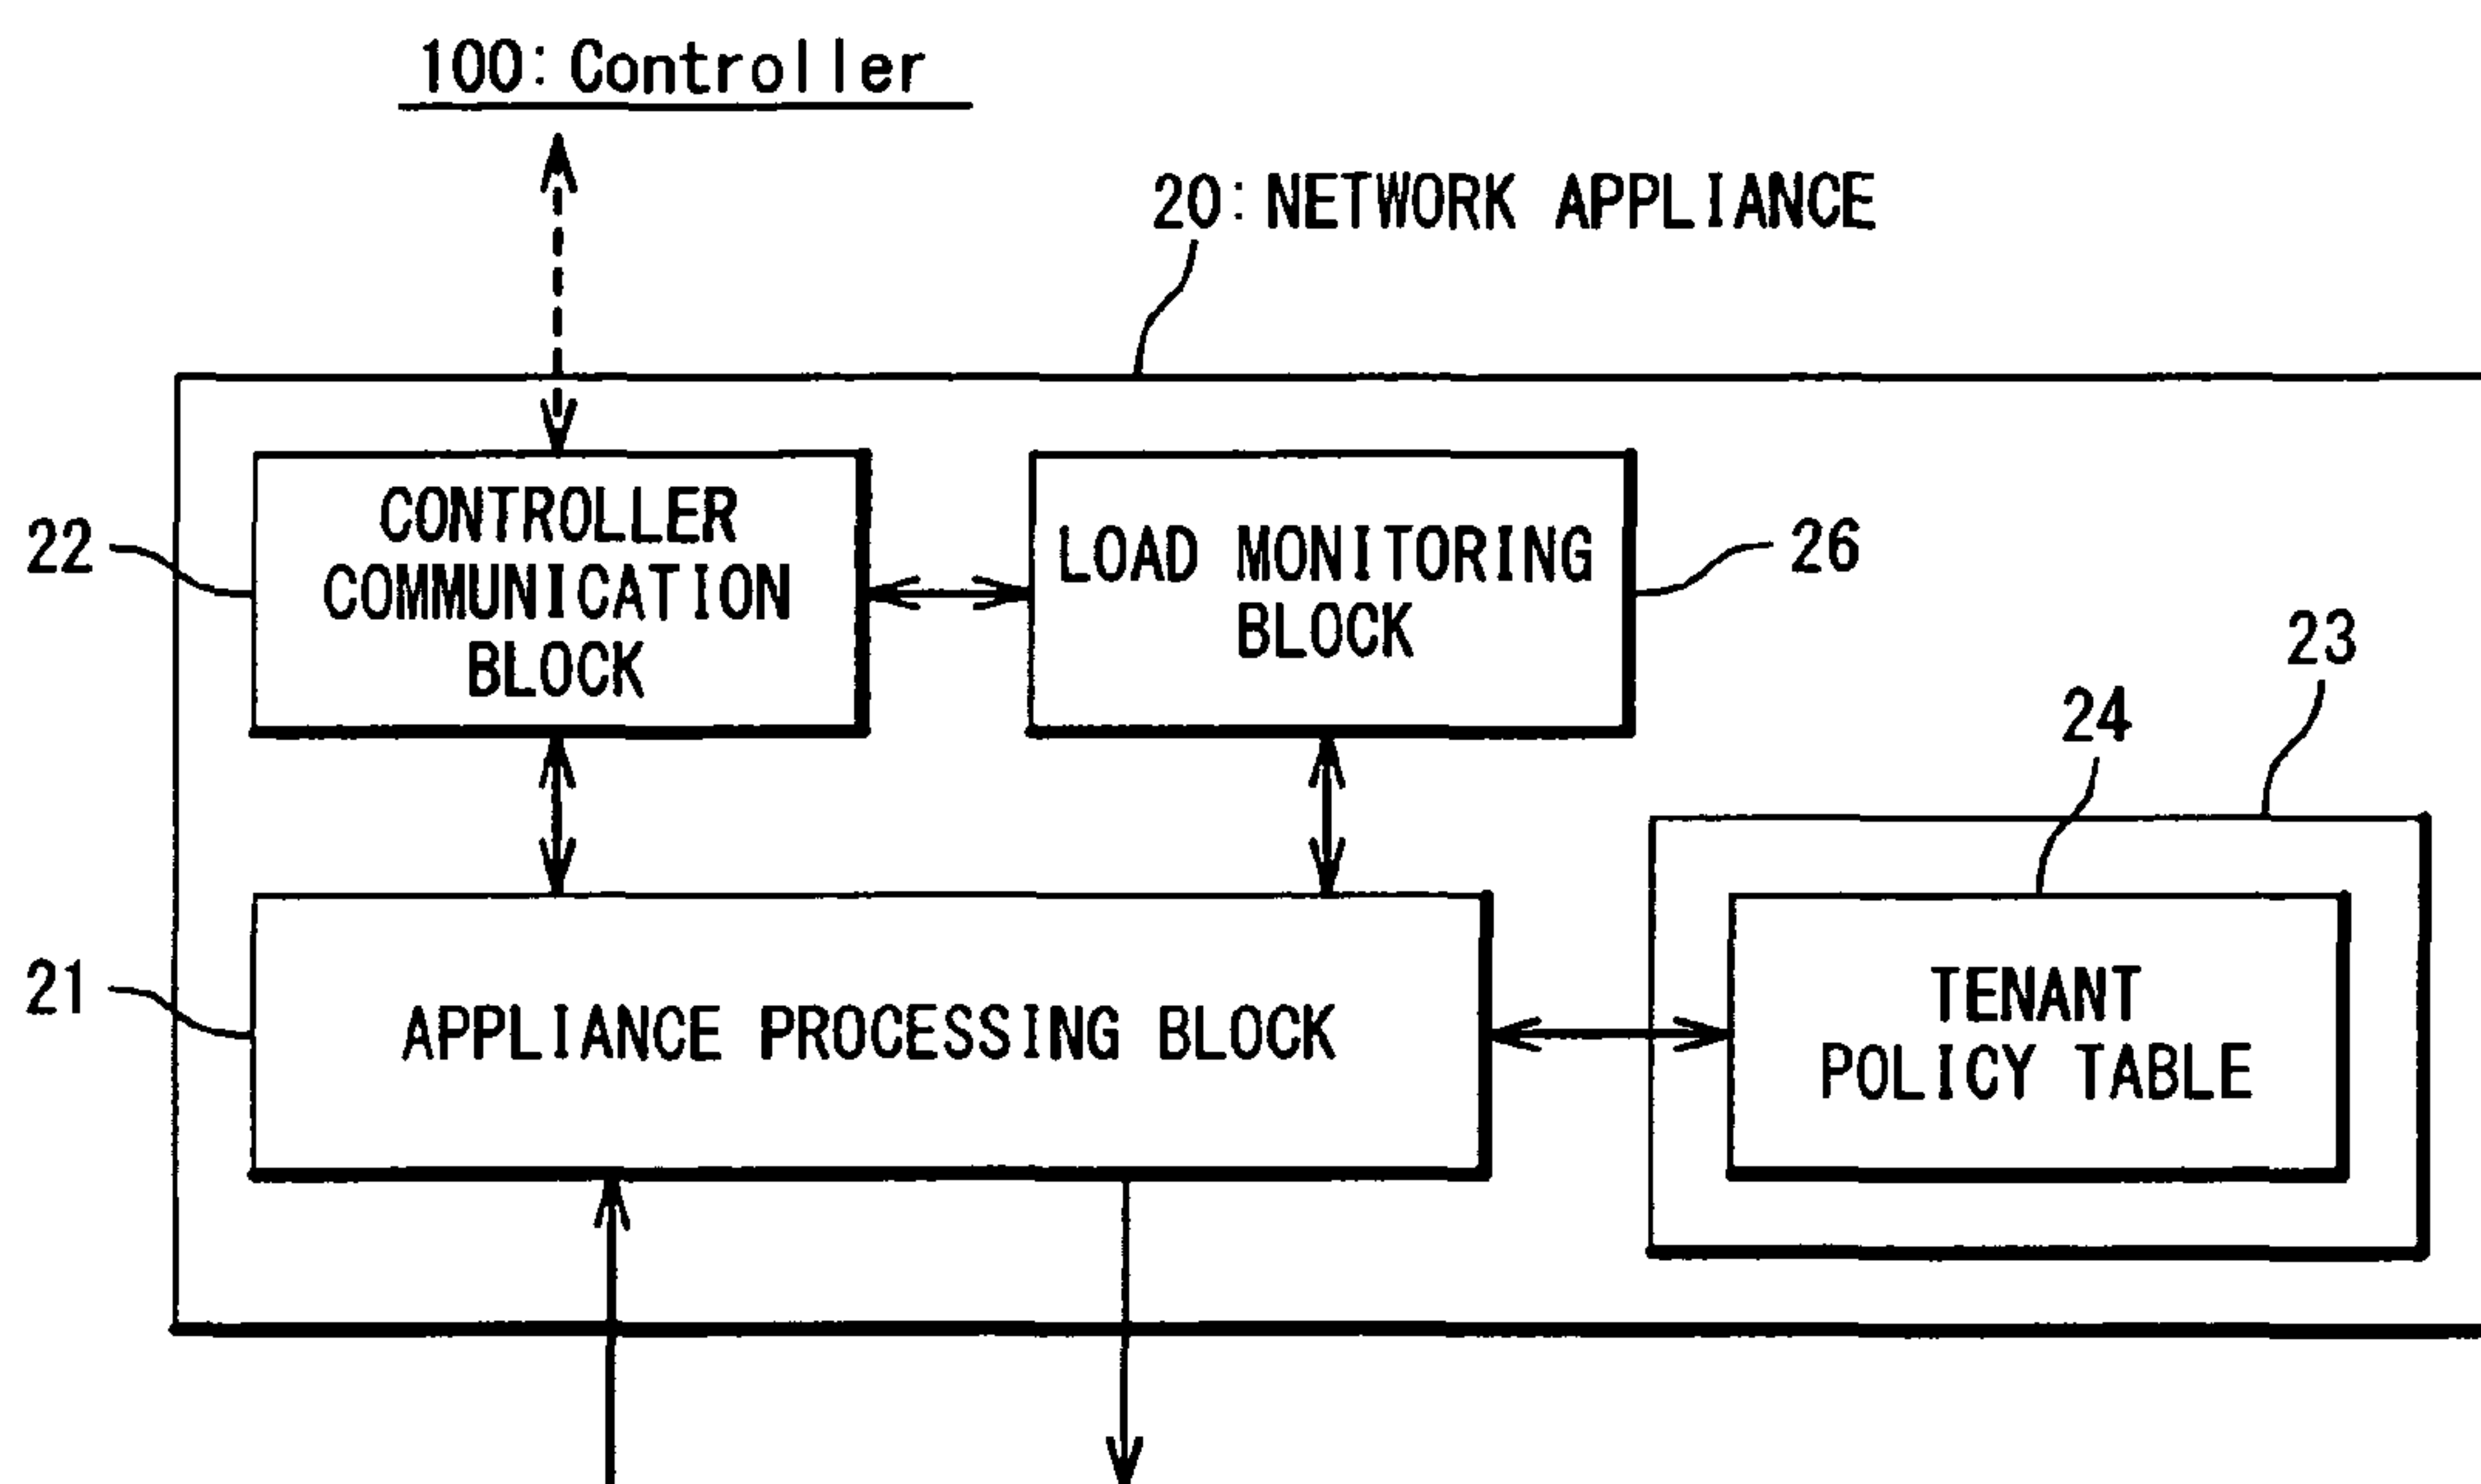 100: Controller
20: NETWORK APPLIANCE
22
CONTROLLER
COMMUNICATION
BLOCK
LOAD MONITORING
BLOCK
26
23
24
21
APPLIANCE PROCESSING BLOCK
TENANT
POLICY TABLE